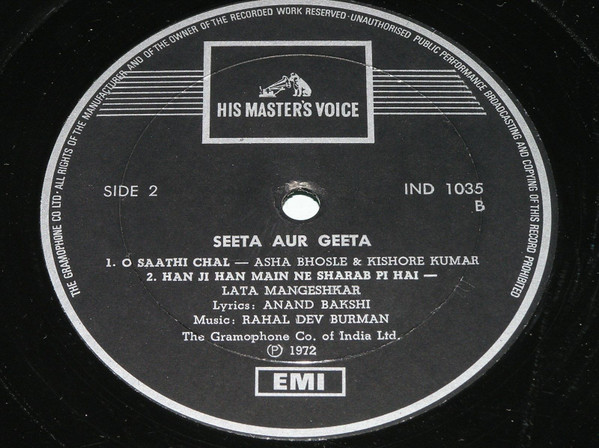 THE GRAMOPHONE CO LTD · ALL RIGHTS OF THE MANUFACTURER AND OF THE OWNER OF THE RECORDED WORK RESERVED · UNAUTHORISED PUBLIC PERFORMANCE BROADCASTING AND COPYING OF THIS RECORD PROHIBITED
HIS MASTER'S VOICE
SIDE 2
IND 1035
B
SEETA AUR GEETA
1. O SAATHI CHAL — ASHA BHOSLE & KISHORE KUMAR
2. HAN JI HAN MAIN NE SHARAB PI HAI —
LATA MANGESHKAR
Lyrics: ANAND BAKSHI
Music: RAHAL DEV BURMAN
The Gramophone Co. of India Ltd.
℗ 1972
EMI